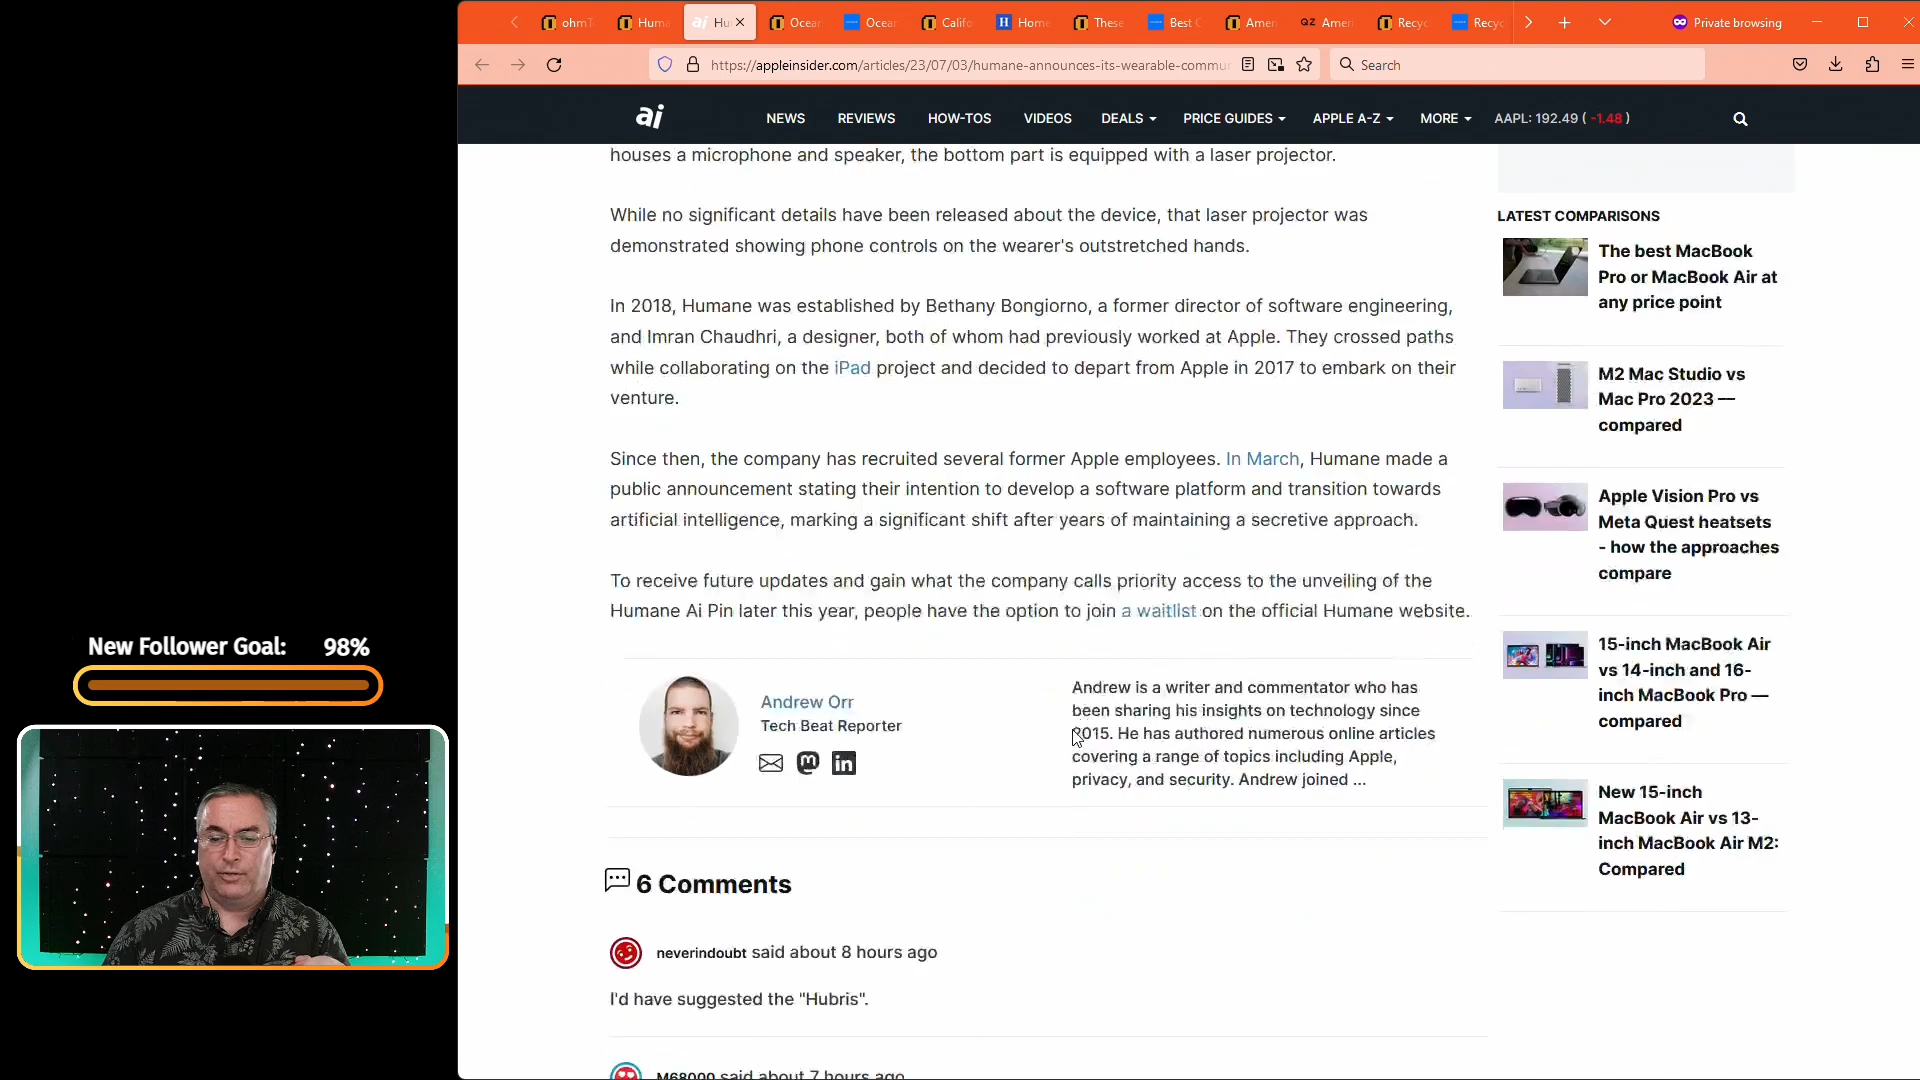 ohm
Huma
ai
Hu
Ocea
Ocea
Califo
H
Home
These
Best
Amer
QZ
Amer
Recyc
Recyc
Private browsing
https://appleinsider.com/articles/23/07/03/humane-announces-its-wearable-commu
Search
ai
NEWS
REVIEWS
HOW-TOS
VIDEOS
DEALS
PRICE GUIDES
APPLE A-Z
MORE
AAPL: 192.49 ( -1.48 )
houses a microphone and speaker, the bottom part is equipped with a laser projector.
While no significant details have been released about the device, that laser projector was
demonstrated showing phone controls on the wearer's outstretched hands.
In 2018, Humane was established by Bethany Bongiorno, a former director of software engineering,
and Imran Chaudhri, a designer, both of whom had previously worked at Apple. They crossed paths
while collaborating on the iPad project and decided to depart from Apple in 2017 to embark on their
venture.
Since then, the company has recruited several former Apple employees. In March, Humane made a
public announcement stating their intention to develop a software platform and transition towards
artificial intelligence, marking a significant shift after years of maintaining a secretive approach.
To receive future updates and gain what the company calls priority access to the unveiling of the
Humane Ai Pin later this year, people have the option to join a waitlist on the official Humane website.
Andrew Orr
Tech Beat Reporter
in
Andrew is a writer and commentator who has
been sharing his insights on technology since
2015. He has authored numerous online articles
covering a range of topics including Apple,
privacy, and security. Andrew joined ...
6 Comments
neverindoubt said about 8 hours ago
I'd have suggested the "Hubris".
M68000 said about 7 hours ago
LATEST COMPARISONS
The best MacBook
Pro or MacBook Air at
any price point
M2 Mac Studio vs
Mac Pro 2023 —
compared
Apple Vision Pro vs
Meta Quest heatsets
- how the approaches
compare
15-inch MacBook Air
vs 14-inch and 16-
inch MacBook Pro —
compared
New 15-inch
MacBook Air vs 13-
inch MacBook Air M2:
Compared
New Follower Goal: 98%